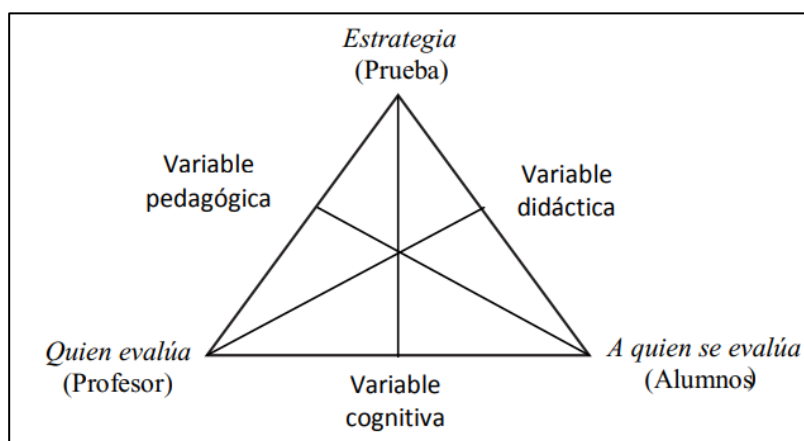 Estrategia
(Prueba)
Variable
pedagógica
Variable
didáctica
Quien evalúa
(Profesor)
A quien se evalúa
(Alumnos)
Variable
cognitiva